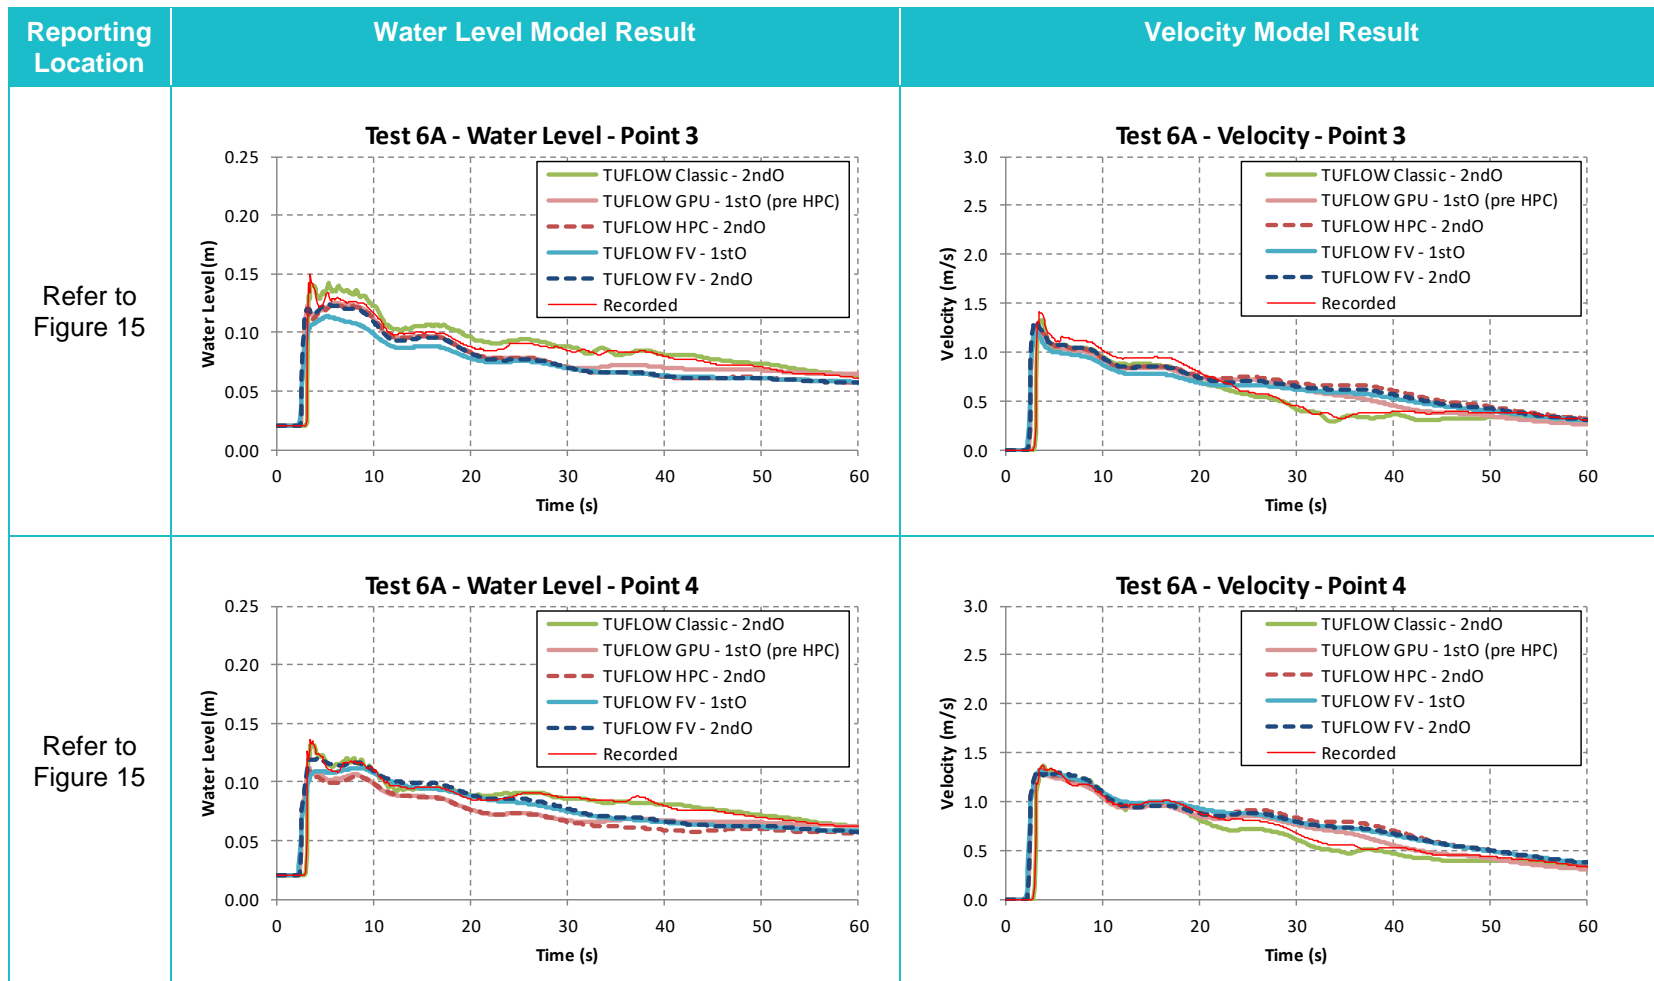 Reporting Location
Water Level Model Result
Velocity Model Result
Refer to Figure 15
Test 6A - Water Level - Point 3
0.25
0.20
0.15
0.10
0.05
0.00
Water Level (m)
TUFLOW Classic - 2ndO
TUFLOW GPU - 1stO (pre HPC)
TUFLOW HPC - 2ndO
TUFLOW FV - 1stO
TUFLOW FV - 2ndO
Recorded
0 10 20 30 40 50 60
Time (s)
Test 6A - Velocity - Point 3
3.0
2.5
2.0
1.5
1.0
0.5
0.0
Velocity (m/s)
TUFLOW Classic - 2ndO
TUFLOW GPU - 1stO (pre HPC)
TUFLOW HPC - 2ndO
TUFLOW FV - 1stO
TUFLOW FV - 2ndO
Recorded
0 10 20 30 40 50 60
Time (s)
Refer to Figure 15
Test 6A - Water Level - Point 4
0.25
0.20
0.15
0.10
0.05
0.00
Water Level (m)
TUFLOW Classic - 2ndO
TUFLOW GPU - 1stO (pre HPC)
TUFLOW HPC - 2ndO
TUFLOW FV - 1stO
TUFLOW FV - 2ndO
Recorded
0 10 20 30 40 50 60
Time (s)
Test 6A - Velocity - Point 4
3.0
2.5
2.0
1.5
1.0
0.5
0.0
Velocity (m/s)
TUFLOW Classic - 2ndO
TUFLOW GPU - 1stO (pre HPC)
TUFLOW HPC - 2ndO
TUFLOW FV - 1stO
TUFLOW FV - 2ndO
Recorded
0 10 20 30 40 50 60
Time (s)